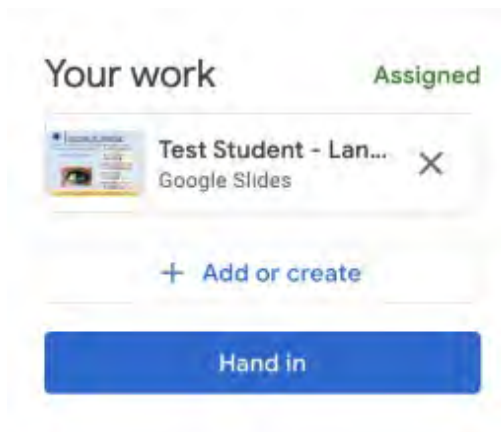 Your work
Assigned
Test Student - Lan...
Google Slides
+ Add or create
Hand in